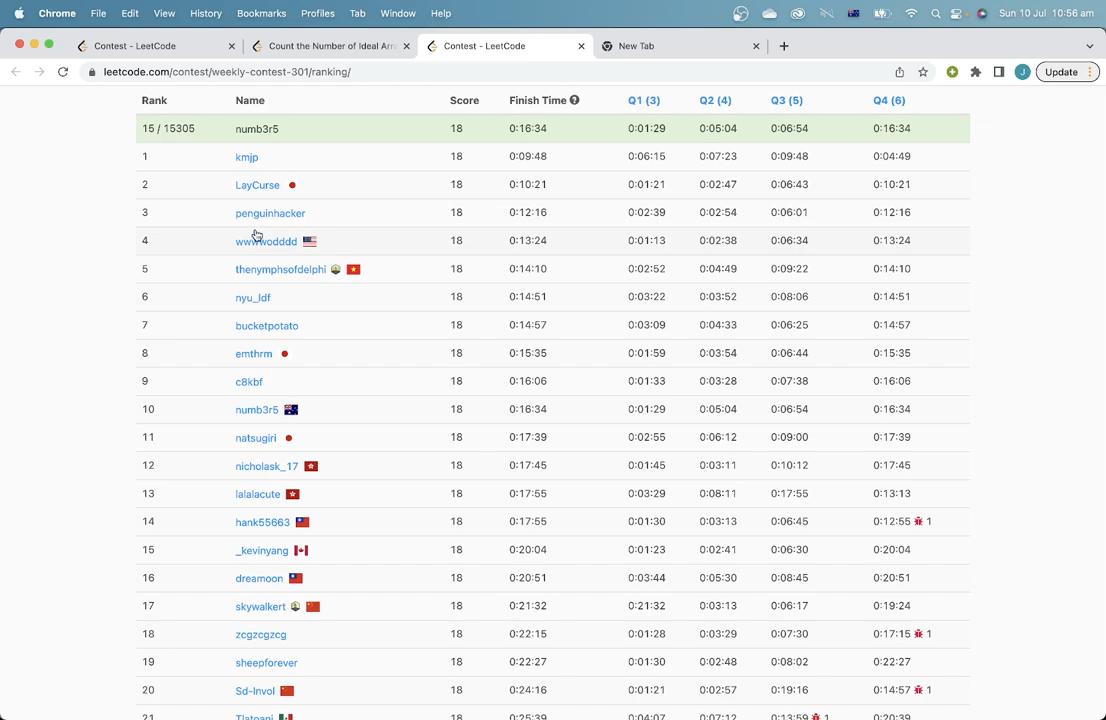 Chrome File Edit View History Bookmarks Profiles Tab Window Help Sun 10 Jul 10:56 am
Contest - LeetCode Count the Number of Ideal Arra Contest - LeetCode New Tab
leetcode.com/contest/weekly-contest-301/ranking/ J Update
Rank Name Score Finish Time Q1 (3) Q2 (4) Q3 (5) Q4 (6)
15 / 15305 numb3r5 18 0:16:34 0:01:29 0:05:04 0:06:54 0:16:34
1 kmjp 18 0:09:48 0:06:15 0:07:23 0:09:48 0:04:49
2 LayCurse 18 0:10:21 0:01:21 0:02:47 0:06:43 0:10:21
3 penguinhacker 18 0:12:16 0:02:39 0:02:54 0:06:01 0:12:16
4 18 0:13:24 0:01:13 0:02:38 0:06:34 0:13:24
5 thenymphsofdelphi 18 0:14:10 0:02:52 0:04:49 0:09:22 0:14:10
6 nyu_ldf 18 0:14:51 0:03:22 0:03:52 0:08:06 0:14:51
7 bucketpotato 18 0:14:57 0:03:09 0:04:33 0:06:25 0:14:57
8 emthrm 18 0:15:35 0:01:59 0:03:54 0:06:44 0:15:35
9 c8kbf 18 0:16:06 0:01:33 0:03:28 0:07:38 0:16:06
10 numb3r5 18 0:16:34 0:01:29 0:05:04 0:06:54 0:16:34
11 natsugiri 18 0:17:39 0:02:55 0:06:12 0:09:00 0:17:39
12 nicholask_17 18 0:17:45 0:01:45 0:03:11 0:10:12 0:17:45
13 lalalacute 18 0:17:55 0:03:29 0:08:11 0:17:55 0:13:13
14 hank55663 18 0:17:55 0:01:30 0:03:13 0:06:45 0:12:55 1
15 _kevinyang 18 0:20:04 0:01:23 0:02:41 0:06:30 0:20:04
16 dreamoon 18 0:20:51 0:03:44 0:05:30 0:08:45 0:20:51
17 skywalkert 18 0:21:32 0:21:32 0:03:13 0:06:17 0:19:24
18 zcgzcgzcg 18 0:22:15 0:01:28 0:03:29 0:07:30 0:17:15 1
19 sheepforever 18 0:22:27 0:01:30 0:02:48 0:08:02 0:22:27
20 Sd-Invol 18 0:24:16 0:01:21 0:02:57 0:19:16 0:14:57 1
21 Tlatoani 18 0:25:39 0:04:07 0:07:12 0:13:59 1 0:20:39